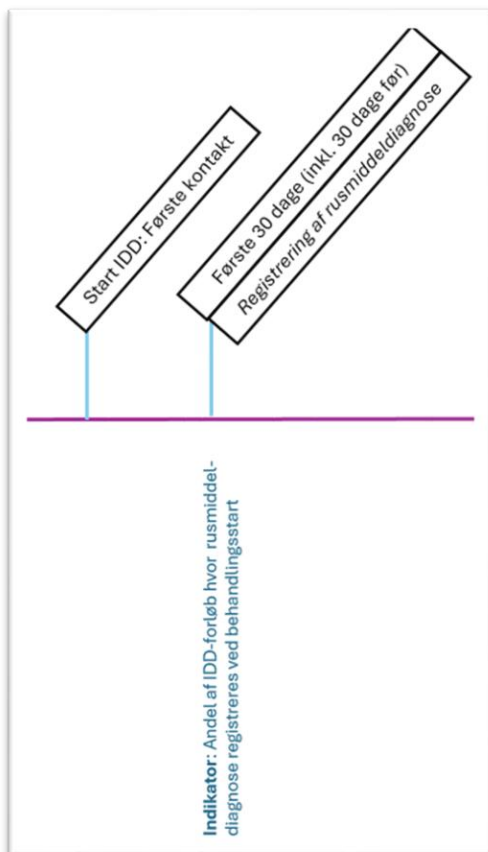 Start IDD: Første kontakt
Første 30 dage (inkl. 30 dage før)
Registrering af rusmiddeldiagnose
Indikator: Andel af IDD-forløb hvor rusmiddel-
diagnose registreres ved behandlingsstart